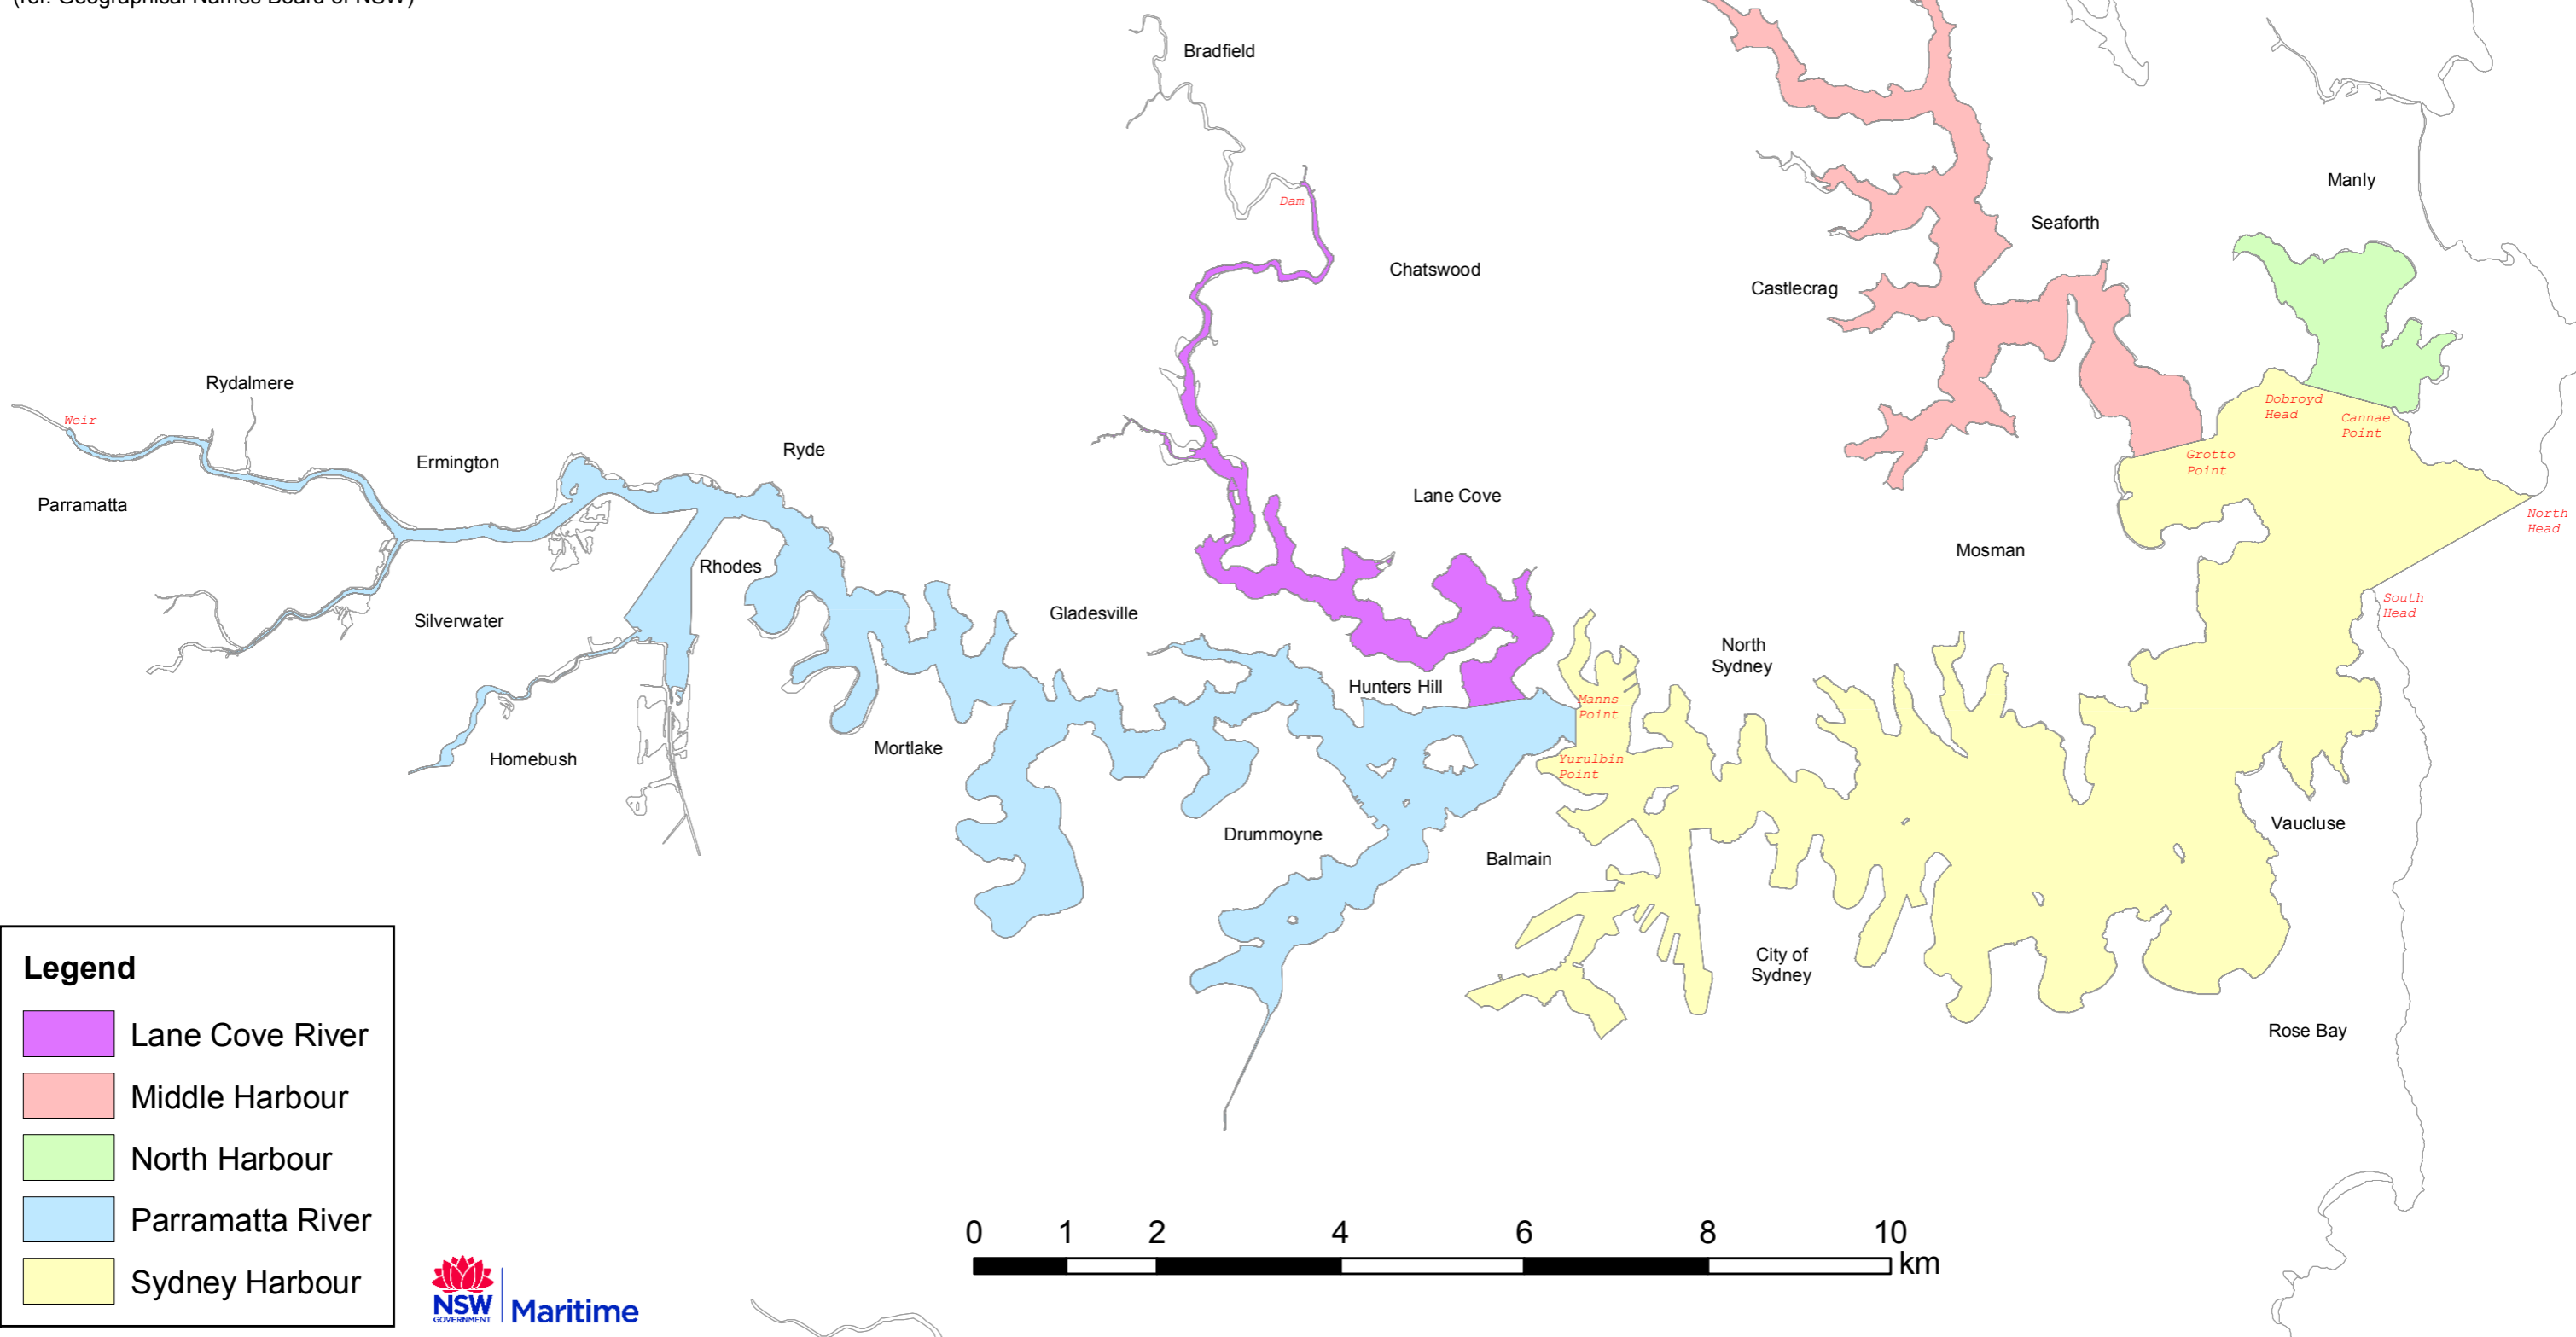 (ref. Geographical Names Board of NSW)
Bradfield
Dam
Manly
Seaforth
Chatswood
Castlecrag
Rydalmere
Weir
Dobroyd
Head
Cannae
Point
Ryde
Ermington
Grotto
Point
Parramatta
Lane Cove
North
Head
Mosman
Rhodes
South
Head
Silverwater
Gladesville
North
Sydney
Hunters Hill
Manns
Point
Mortlake
Homebush
Yurulbin
Point
Drummoyne
Vaucluse
Balmain
City of
Sydney
Rose Bay
Legend
Lane Cove River
Middle Harbour
North Harbour
Parramatta River
Sydney Harbour
0 1 2 4 6 8 10
km
NSW
GOVERNMENT
Maritime